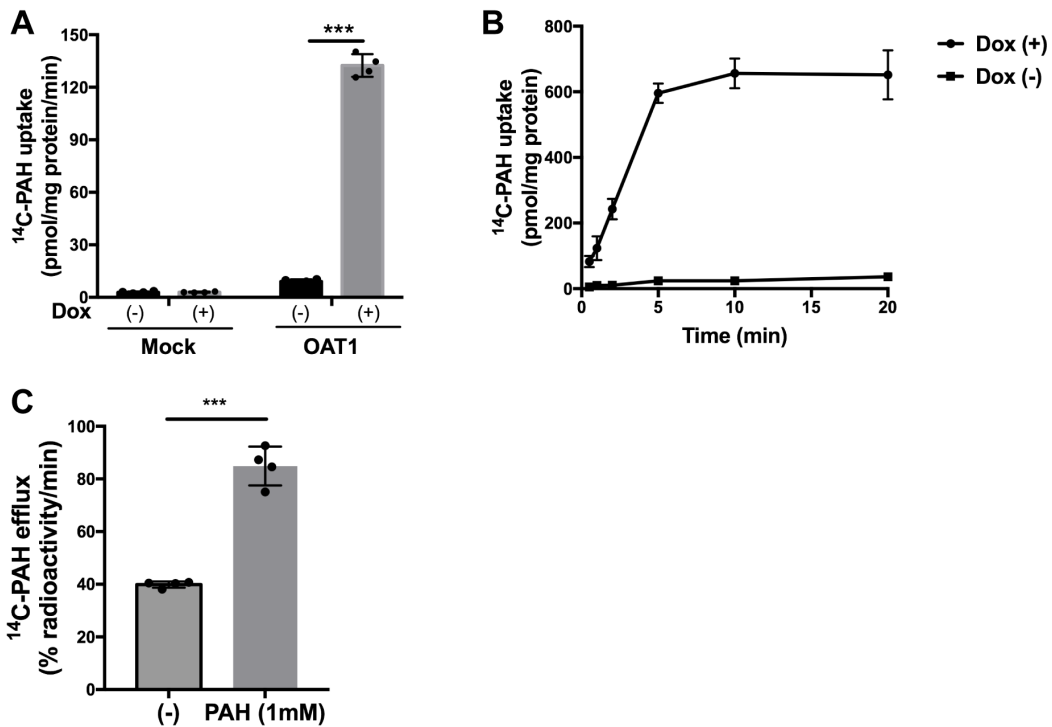 A
***
150
120
90
60
30
0
¹⁴C-PAH uptake
(pmol/mg protein/min)
Dox (-) (+) (-) (+)
Mock OAT1
B
800
600
400
200
0
¹⁴C-PAH uptake
(pmol/mg protein)
0 5 10 15 20
Time (min)
Dox (+)
Dox (-)
C
***
100
80
60
40
20
0
¹⁴C-PAH efflux
(% radioactivity/min)
(-) PAH (1mM)